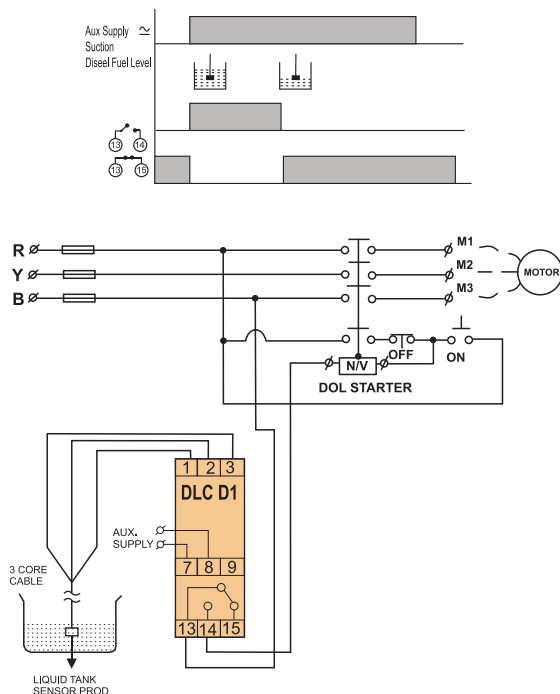 Aux Supply ≃
Suction
Diseel Fuel Level
13 14
13 15
R
Y
B
M1
M2
M3
MOTOR
OFF
ON
N/V
DOL STARTER
1 2 3
DLC D1
AUX.
SUPPLY
7 8 9
13 14 15
3 CORE
CABLE
LIQUID TANK
SENSOR PROD